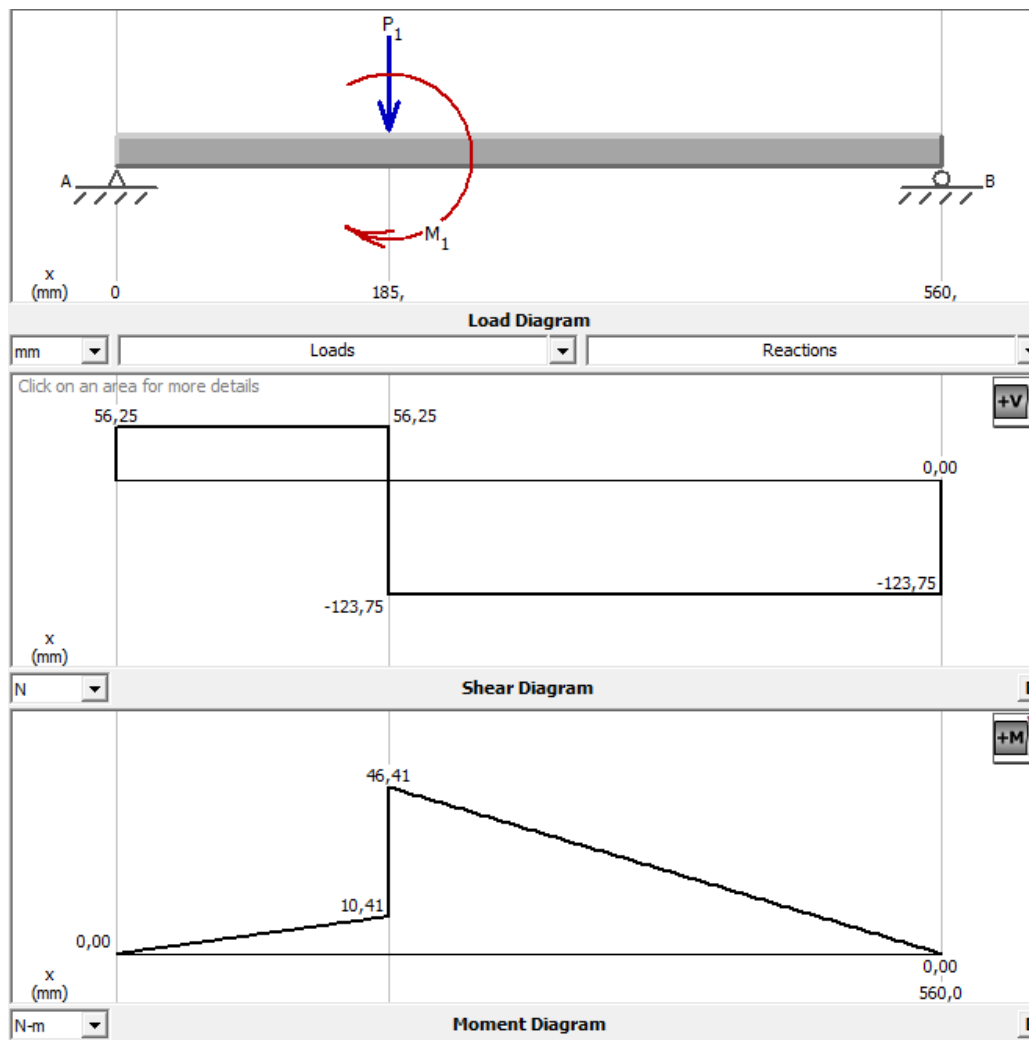 P1
A
B
M1
x
(mm)
0
185,
560,
Load Diagram
mm
Loads
Reactions
Click on an area for more details
+V
56,25
56,25
0,00
-123,75
-123,75
x
(mm)
N
Shear Diagram
+M
46,41
10,41
0,00
0,00
x
(mm)
560,0
N-m
Moment Diagram